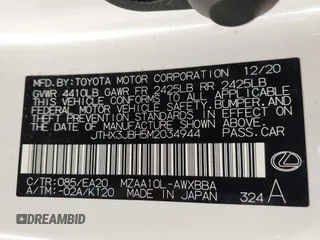 MFD. BY: TOYOTA MOTOR CORPORATION 12/20
GVWR 4410LB GAWR FR 2425LB RR 2425LB
THIS VEHICLE CONFORMS TO ALL APPLICABLE
FEDERAL MOTOR VEHICLE SAFETY, BUMPER, AND
THEFT PREVENTION STANDARDS IN EFFECT ON
THE DATE OF MANUFACTURE SHOWN ABOVE.
JTHX3JBH5M2034944 PASS. CAR
C/TR: 085/EA20 MZAA10L-AWXBBA
A/TM: -02A/K120 MADE IN JAPAN 324 A
DREAMBID DREAMBID.COM